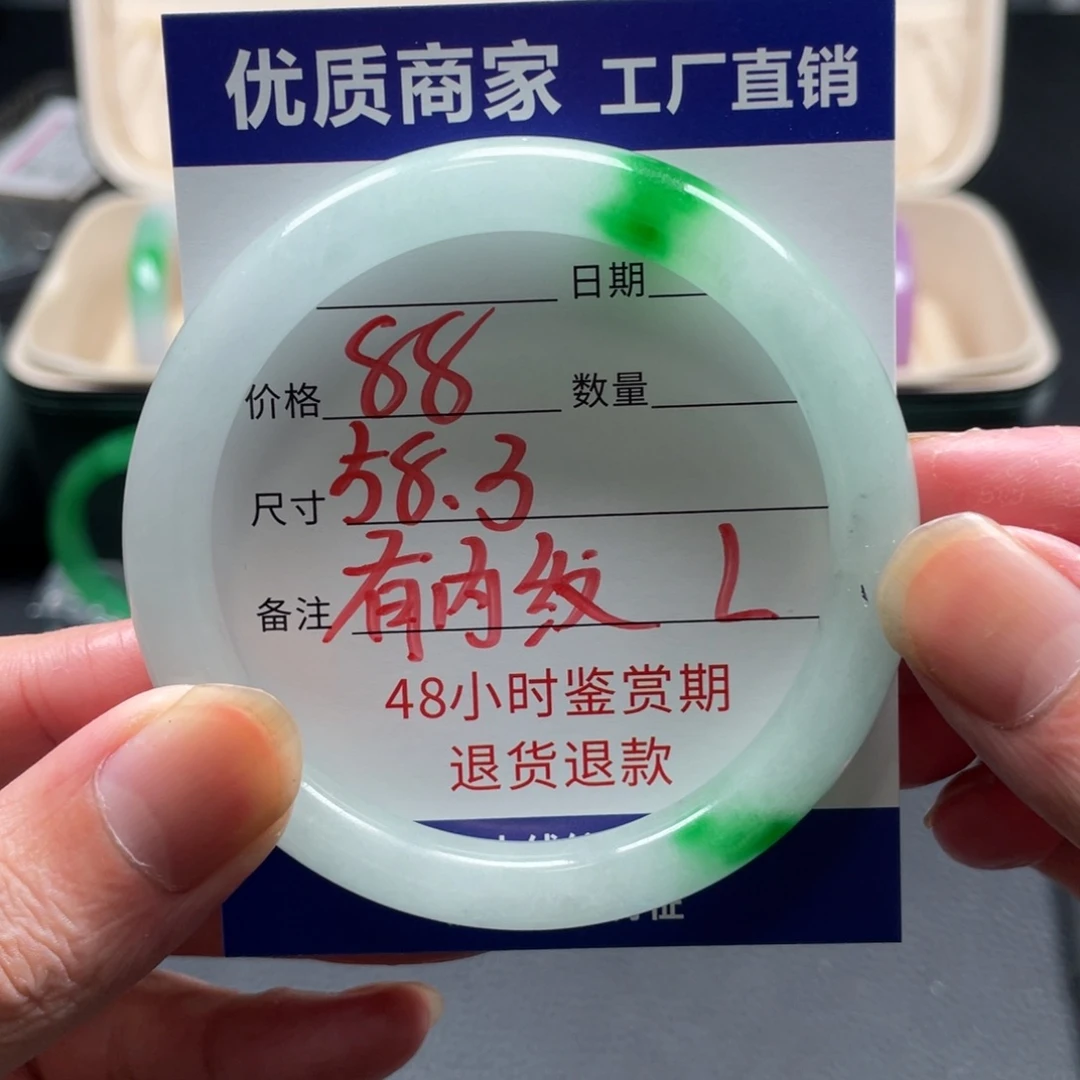 优质商家 工厂直销
日期
价格 88 数量
尺寸 58.3
备注 有内纹 L
48小时鉴赏期
退货退款